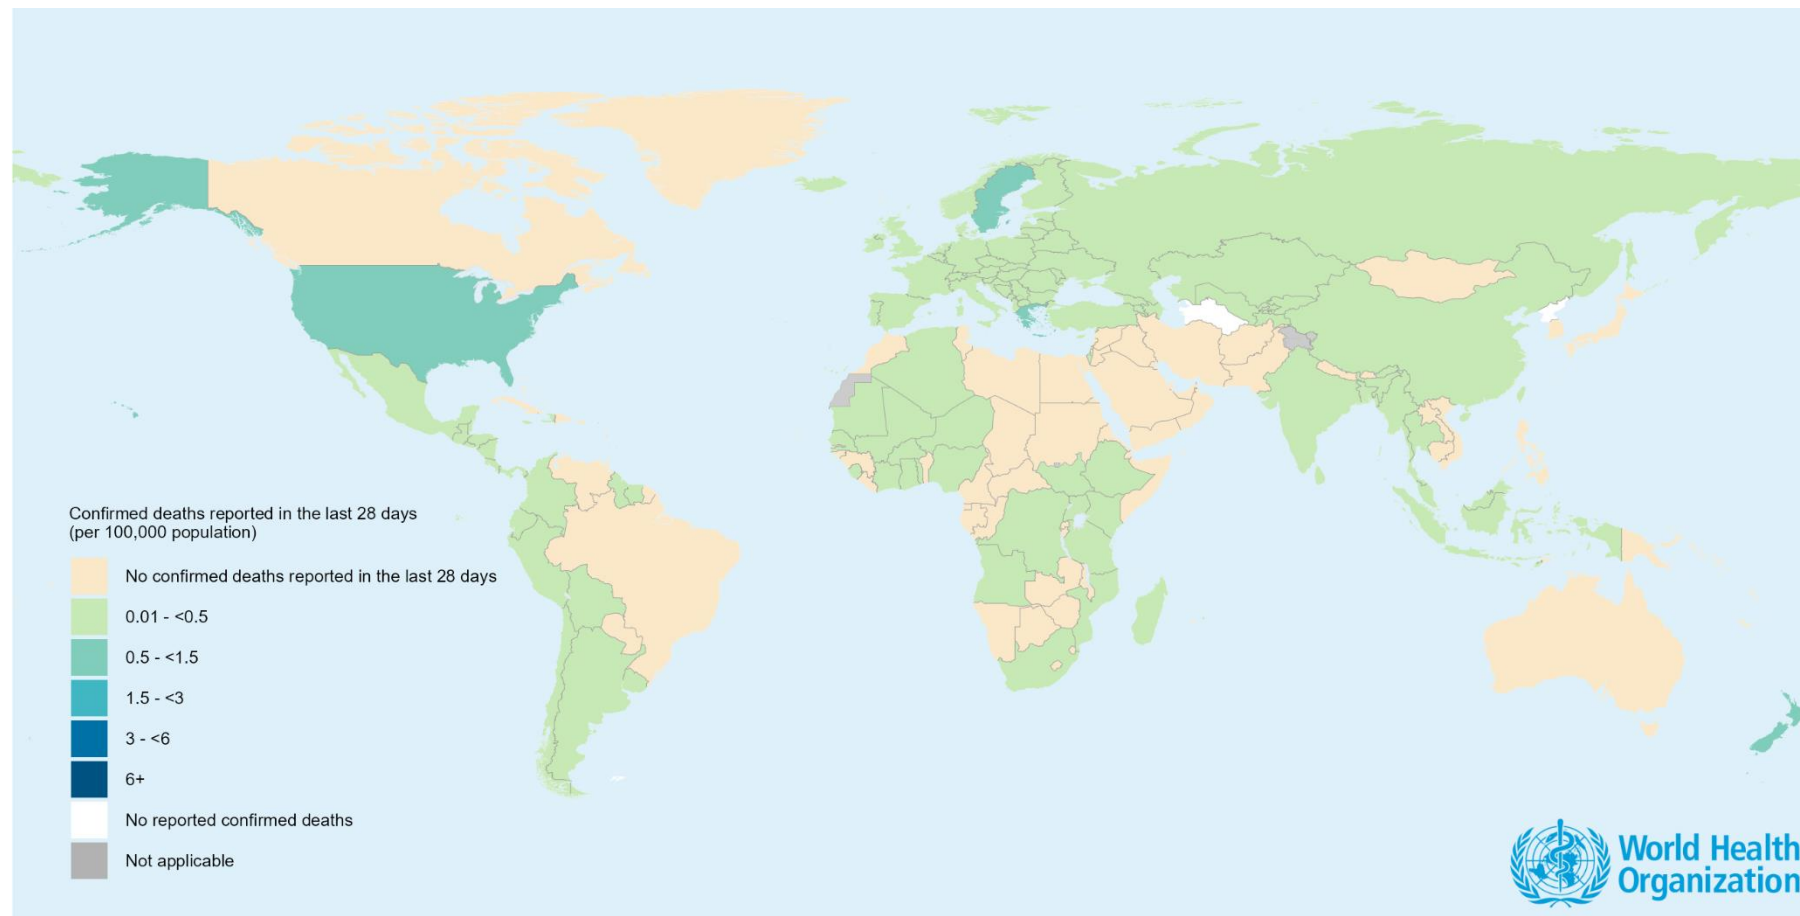 Confirmed deaths reported in the last 28 days
(per 100,000 population)
No confirmed deaths reported in the last 28 days
0.01 - <0.5
0.5 - <1.5
1.5 - <3
3 - <6
6+
No reported confirmed deaths
Not applicable
World Health
Organization